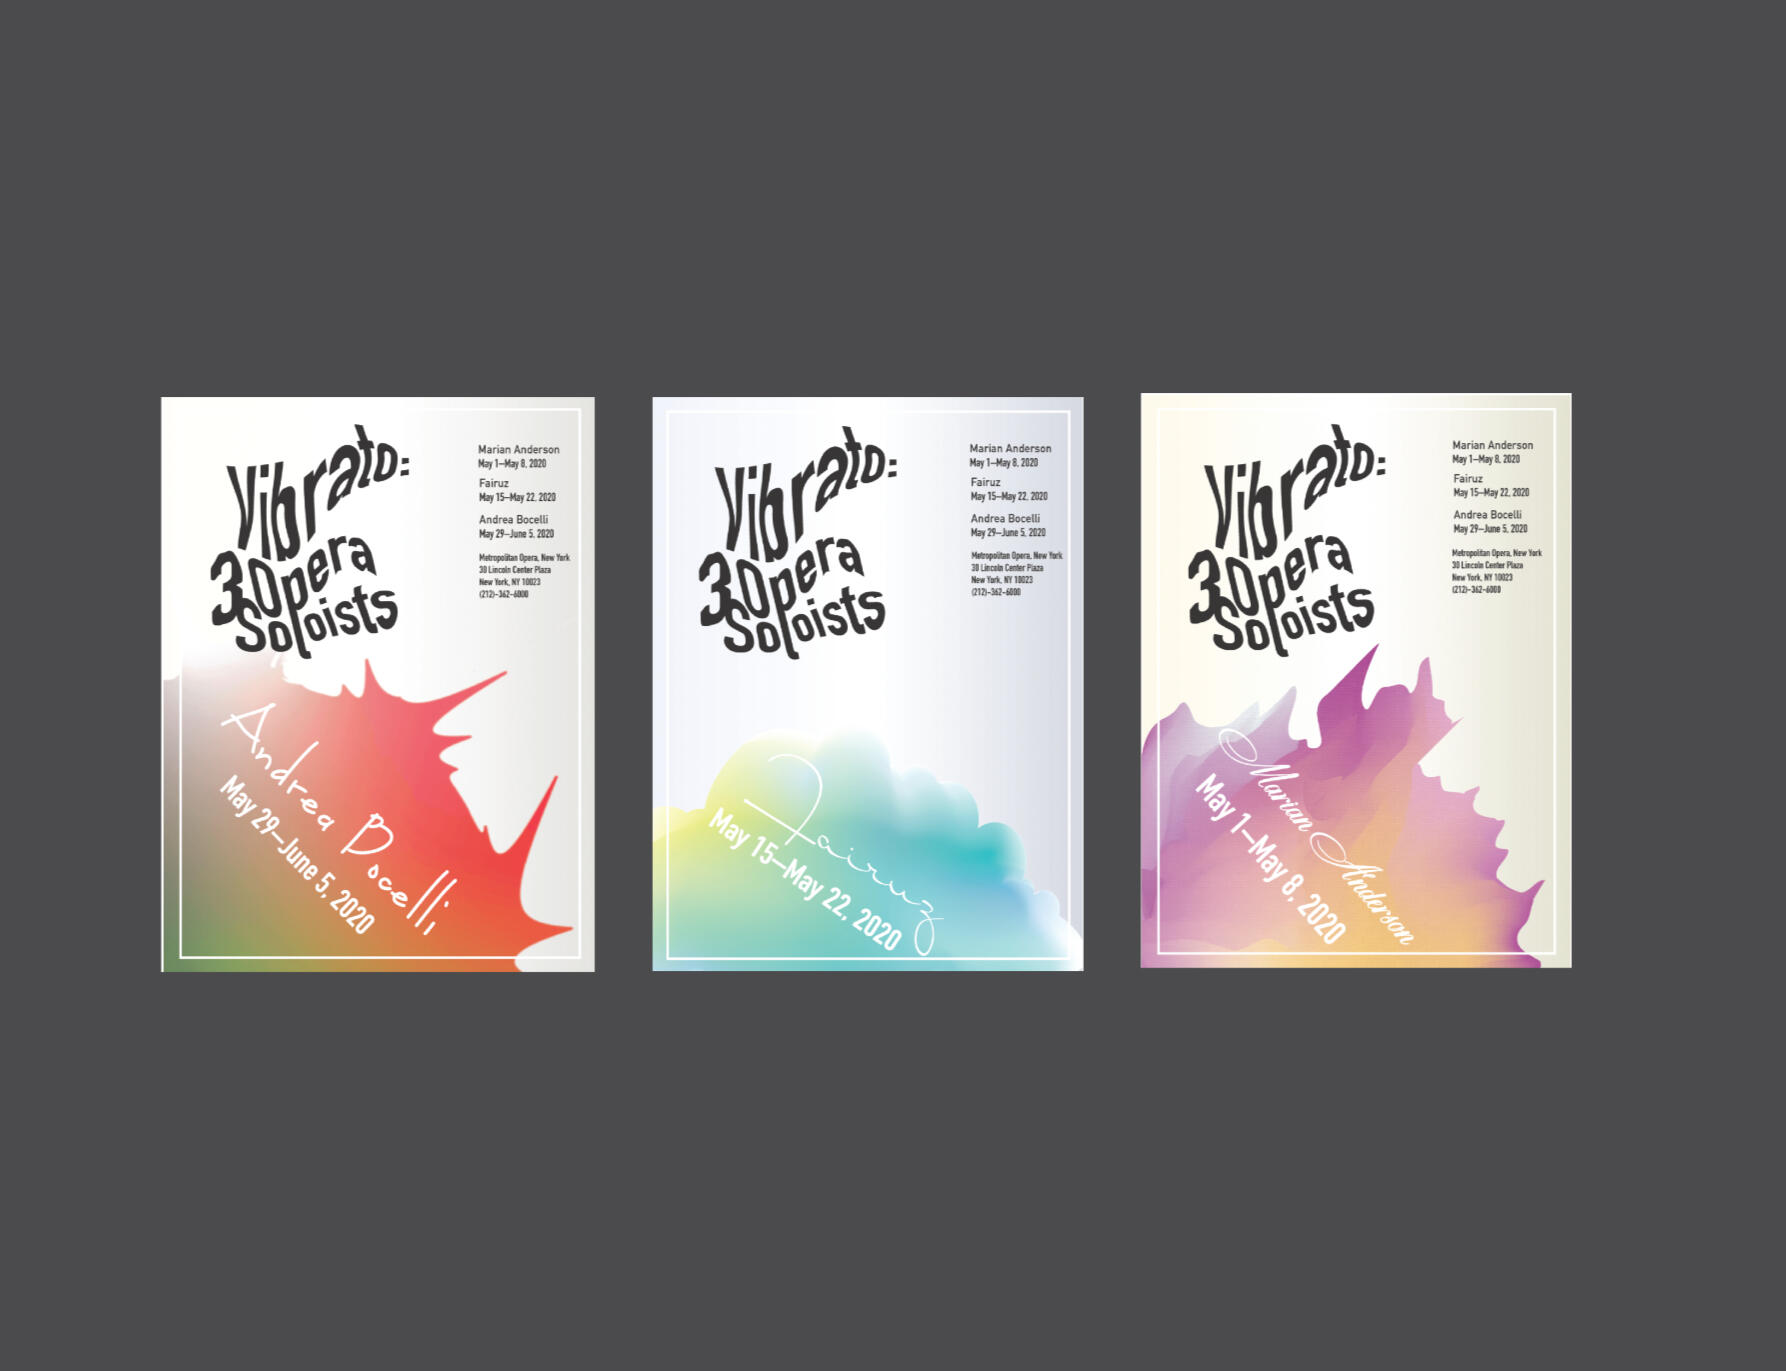 Vibrato:
3 Opera
Soloists
Marian Anderson
May 1–May 8, 2020
Fairuz
May 15–May 22, 2020
Andrea Bocelli
May 29–June 5, 2020
Metropolitan Opera, New York
30 Lincoln Center Plaza
New York, NY 10023
(212)-362-6000
Andrea Bocelli
May 29–June 5, 2020
Vibrato:
3 Opera
Soloists
Marian Anderson
May 1–May 8, 2020
Fairuz
May 15–May 22, 2020
Andrea Bocelli
May 29–June 5, 2020
Metropolitan Opera, New York
30 Lincoln Center Plaza
New York, NY 10023
(212)-362-6000
Fairuz
May 15–May 22, 2020
Vibrato:
3 Opera
Soloists
Marian Anderson
May 1–May 8, 2020
Fairuz
May 15–May 22, 2020
Andrea Bocelli
May 29–June 5, 2020
Metropolitan Opera, New York
30 Lincoln Center Plaza
New York, NY 10023
(212)-362-6000
Marian Anderson
May 1–May 8, 2020